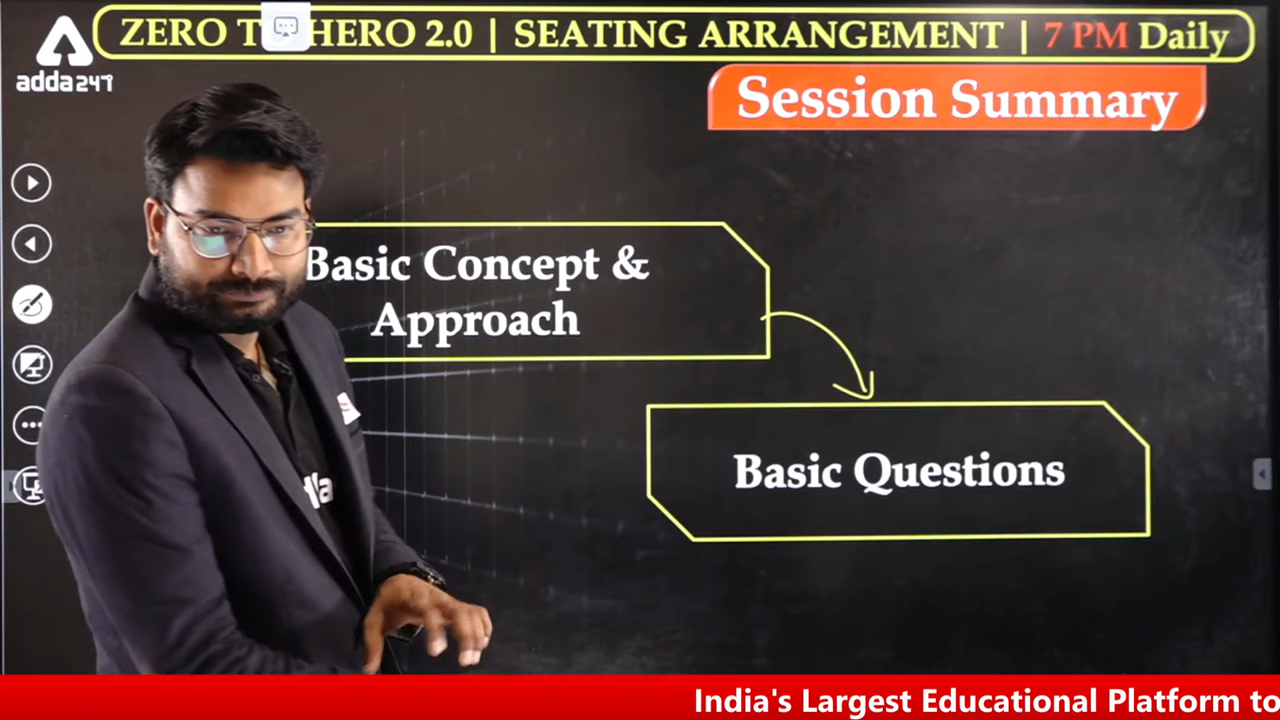 ZERO T HERO 2.0 | SEATING ARRANGEMENT | 7 PM Daily
adda247
Session Summary
Basic Concept &
Approach
Basic Questions
India's Largest Educational Platform to